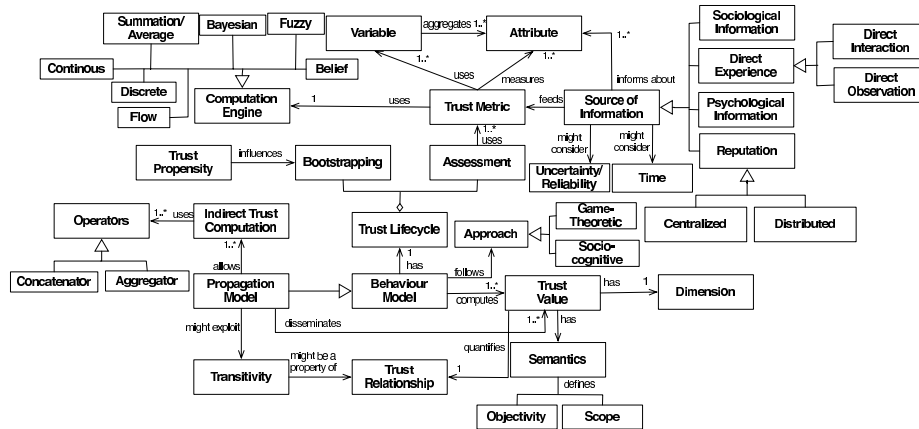 Summation/
Average
Bayesian
Fuzzy
Continous
Belief
Discrete
Flow
Computation
Engine
Variable
aggregates 1..*
Attribute
1..*
1..*
1..*
uses
measures
informs about
1
uses
Trust Metric
feeds
Source of
Information
Sociological
Information
Direct
Experience
Direct
Interaction
Direct
Observation
Psychological
Information
Reputation
Centralized
Distributed
might
consider
might
consider
Uncertainty/
Reliability
Time
1..*
uses
Trust
Propensity
influences
Bootstrapping
Assessment
Operators
1..*
uses
Indirect Trust
Computation
Concatenator
Aggregator
1..*
allows
Trust Lifecycle
1
has
Approach
Game-
Theoretic
Socio-
cognitive
follows
Propagation
Model
Behaviour
Model
1..*
computes
Trust
Value
has
1
Dimension
might exploit
disseminates
1..*
has
quantifies
Transitivity
might be a
property of
Trust
Relationship
1
Semantics
defines
Objectivity
Scope